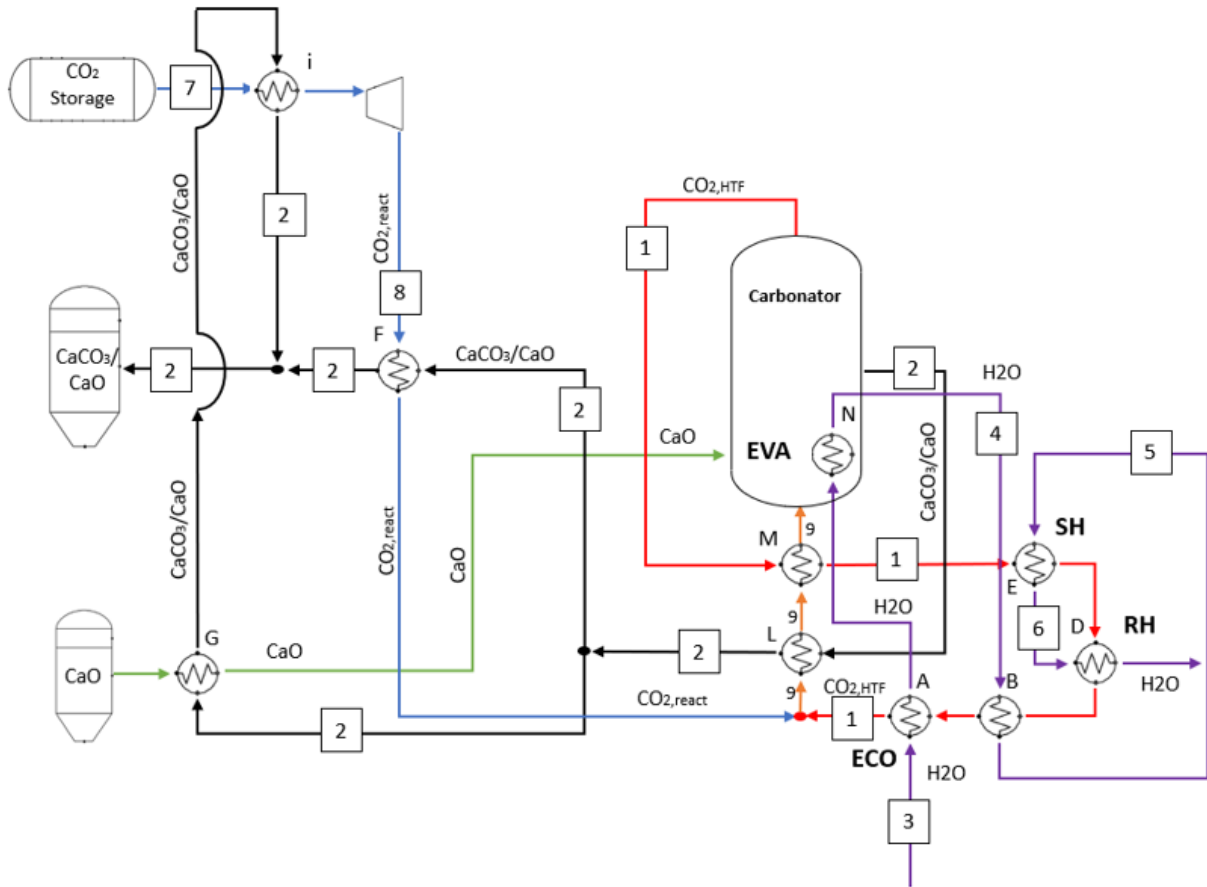 CO2,HTF
i
CO₂
Storage
7
CaCO₃/CaO
2
CO2,react
1
Carbonator
8
F
CaCO₃/CaO
2
H2O
CaCO₃/
CaO
2
2
2
N
4
5
CaO
EVA
CaCO₃/CaO
SH
M
9
1
E
CaCO₃/CaO
CO2,react
CaO
H2O
9
6
D
RH
G
L
CaO
CaO
2
H2O
9
CO2,HTF
A
B
CO2,react
2
1
ECO
H2O
3